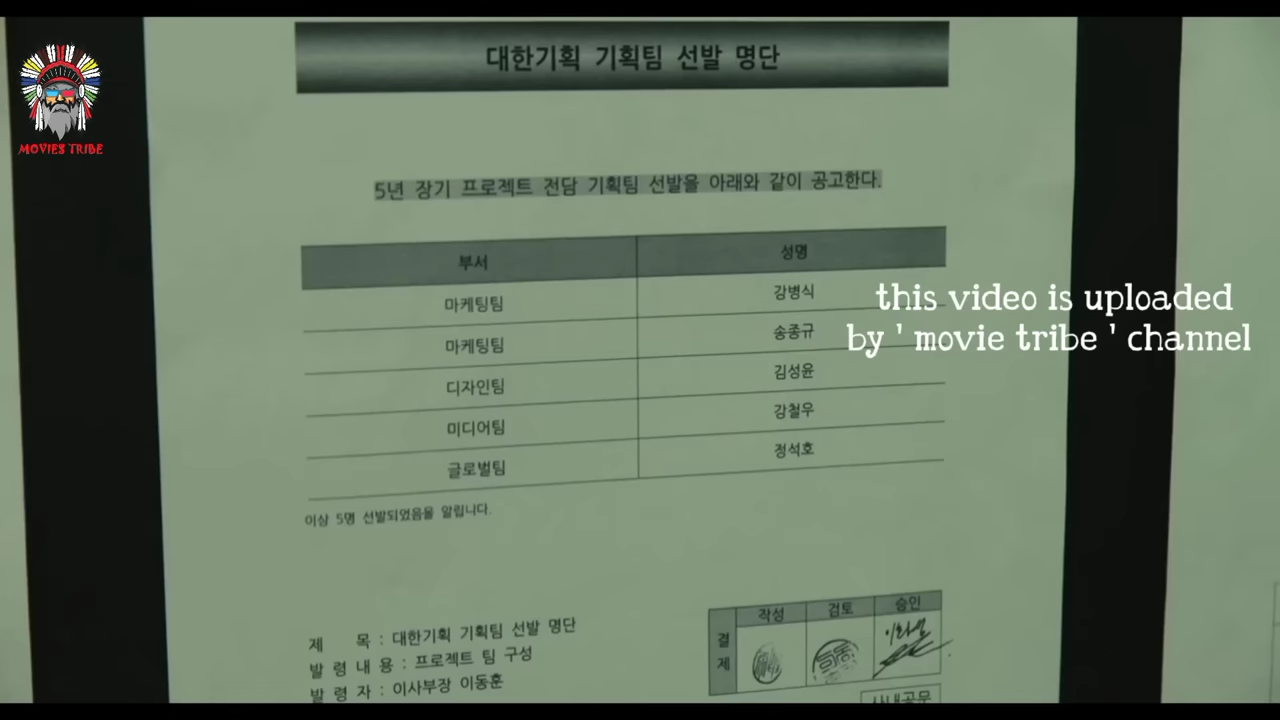 MOVIES TRIBE
대한기획 기획팀 선발 명단
5년 장기 프로젝트 전담 기획팀 선발을 아래와 같이 공고한다.
부서 성명
마케팅팀 강병식
마케팅팀 송종규
디자인팀 김성윤
미디어팀 강철우
글로벌팀 정석호
this video is uploaded
by ' movie tribe ' channel
이상 5명 선발되었음을 알립니다.
결제 작성 검토 승인
제 목 : 대한기획 기획팀 선발 명단
발 령 내 용 : 프로젝트 팀 구성
발 령 자 : 이사부장 이동훈
사내공문